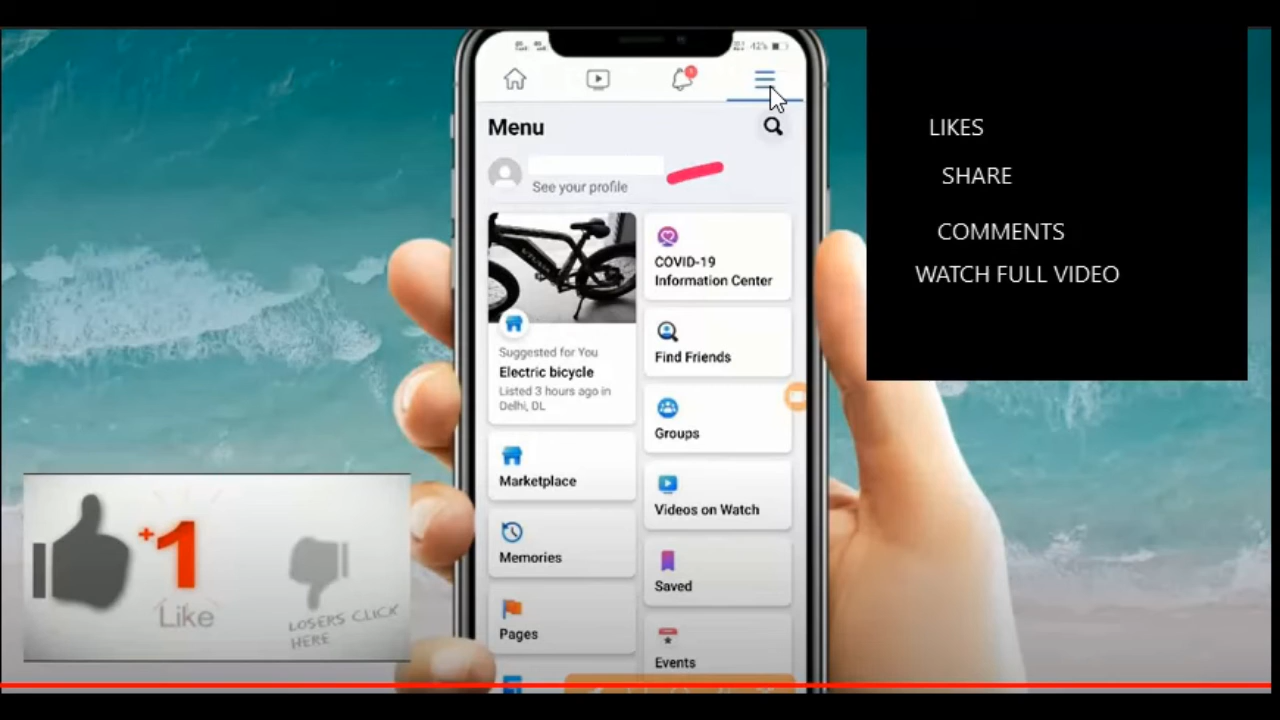 42%
1
Menu
See your profile
COVID-19
Information Center
Find Friends
Suggested for You
Electric bicycle
Listed 3 hours ago in
Delhi, DL
Groups
Marketplace
Videos on Watch
Memories
Saved
Pages
Events
LIKES
SHARE
COMMENTS
WATCH FULL VIDEO
+1
Like
LOSERS CLICK
HERE